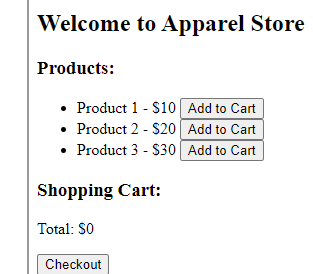 Welcome to Apparel Store
Products:
Product 1 - $10 Add to Cart
Product 2 - $20 Add to Cart
Product 3 - $30 Add to Cart
Shopping Cart:
Total: $0
Checkout